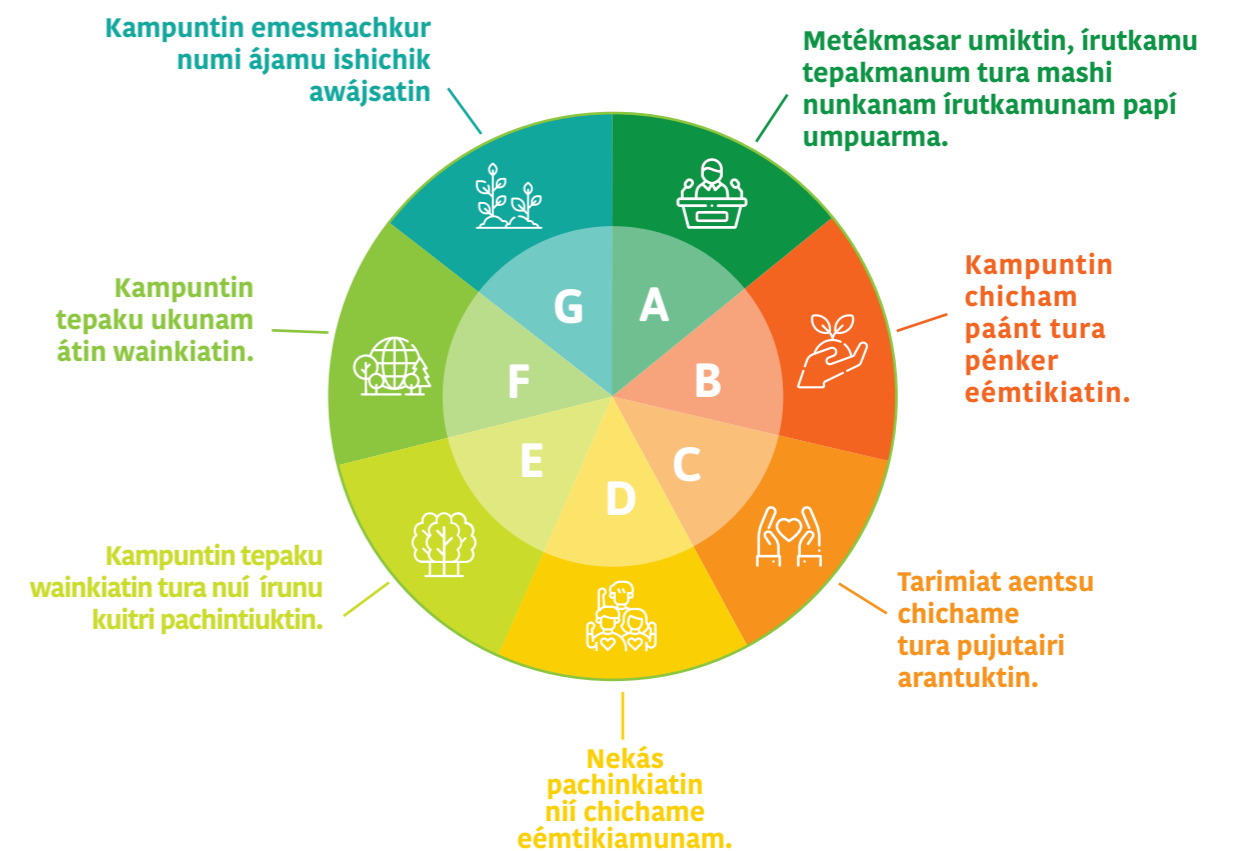 Kampuntin emesmachkur
numi ájamu ishichik
awájsatin
Metékmasar umiktin, írutkamu
tepakmanum tura mashi
nunkanam írutkamunam papí
umpuarma.
Kampuntin
chicham
paánt tura
pénker
eémtikiatin.
Kampuntin
tepaku ukunam
átin wainkiatin.
G
A
F
B
E
C
D
Kampuntin tepaku
wainkiatin tura nuí írunu
kuitri pachintiuktin.
Tarimiat aentsu
chichame
tura pujutairi
arantuktin.
Nekás
pachinkiatin
nií chichame
eémtikiamunam.